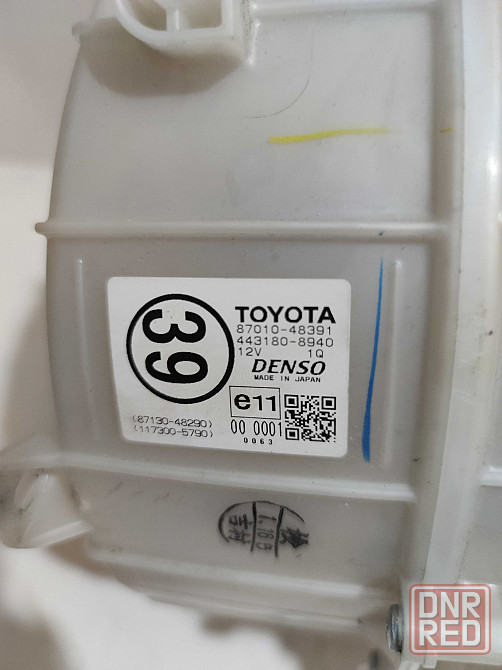 39
TOYOTA
87010-48391
443180-8940
12V 1Q
DENSO
MADE IN JAPAN
e11
00 0001
0063
(87130-48290)
(117300-5790)
DNR
RED